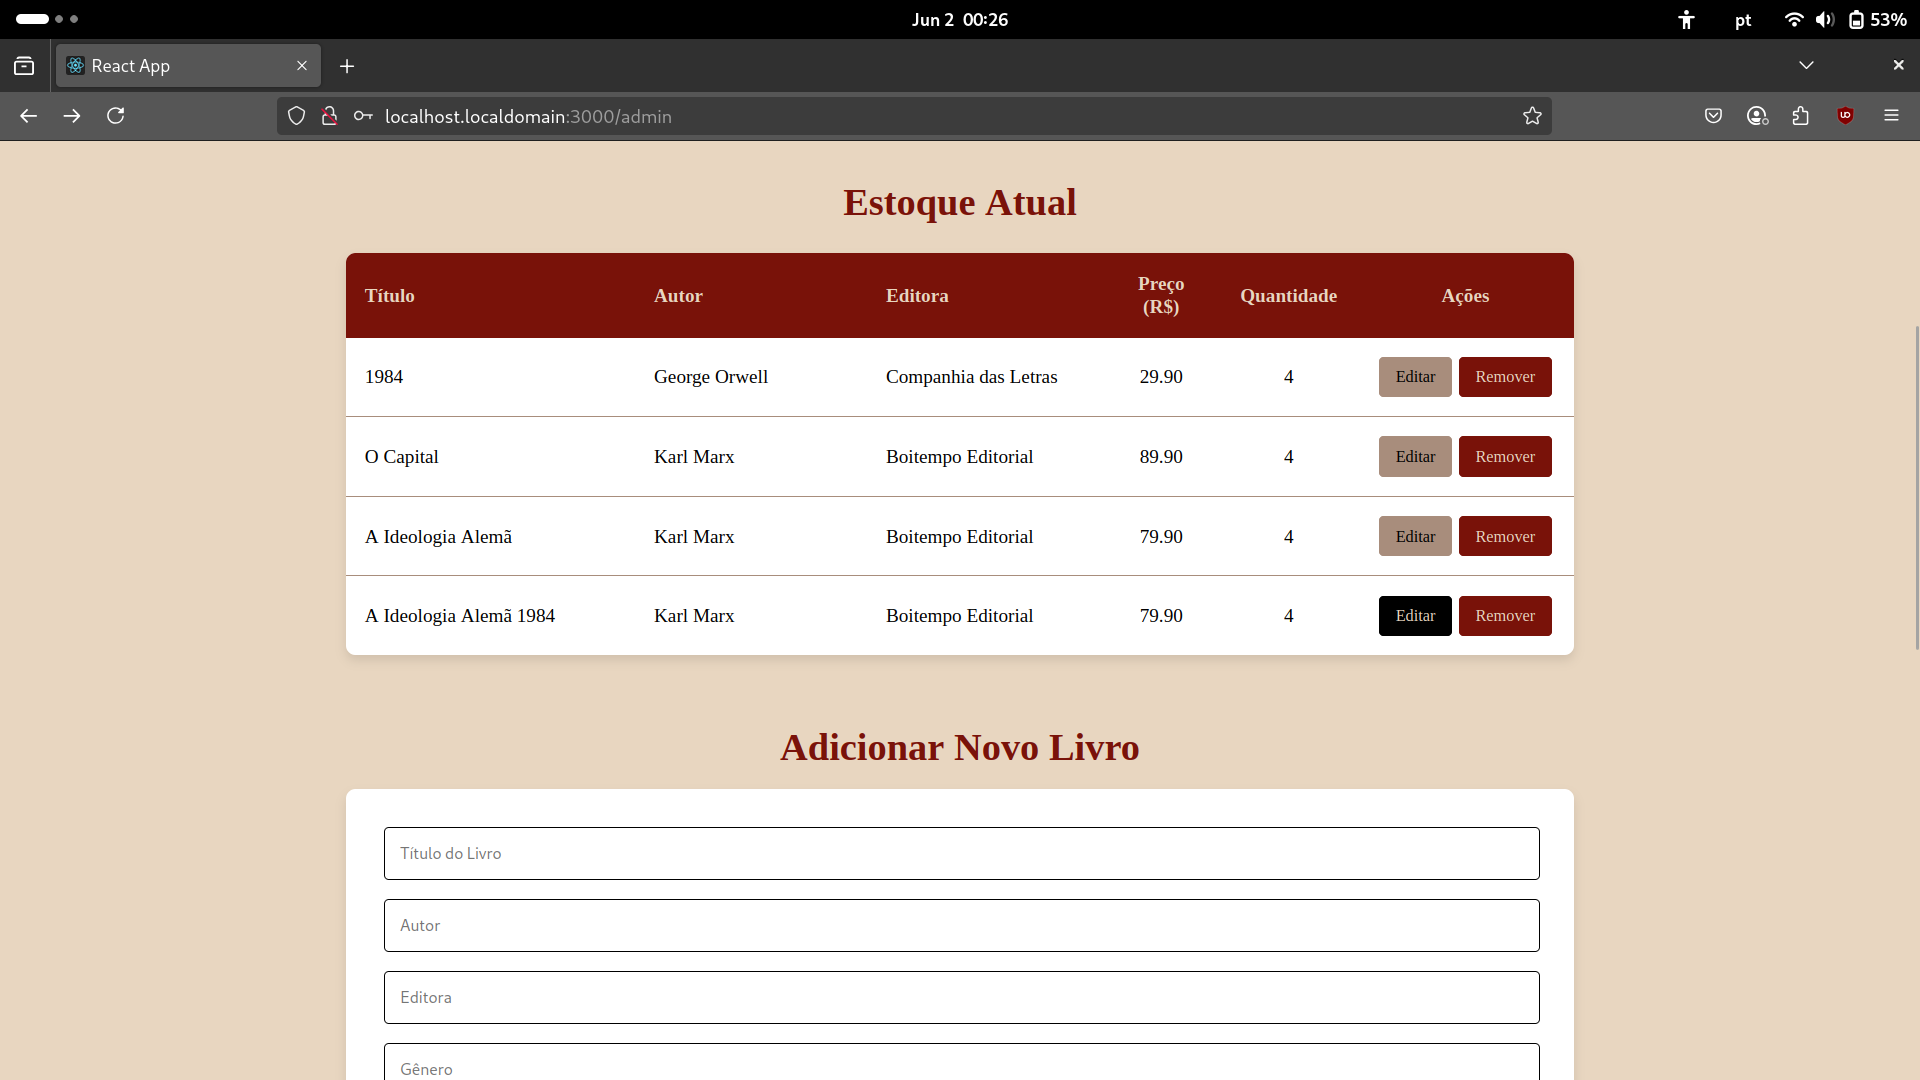 Jun 2 00:26
pt
53%
React App
localhost.localdomain:3000/admin
Estoque Atual
Título Autor Editora Preço (R$) Quantidade Ações
1984 George Orwell Companhia das Letras 29.90 4 Editar Remover
O Capital Karl Marx Boitempo Editorial 89.90 4 Editar Remover
A Ideologia Alemã Karl Marx Boitempo Editorial 79.90 4 Editar Remover
A Ideologia Alemã 1984 Karl Marx Boitempo Editorial 79.90 4 Editar Remover
Adicionar Novo Livro
Título do Livro
Autor
Editora
Gênero